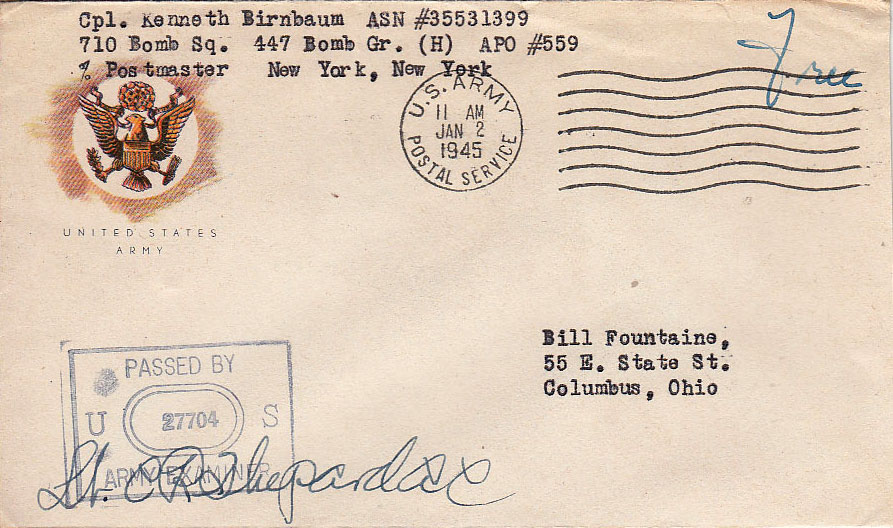 Cpl. Kenneth Birnbaum ASN #35531399
710 Bomb Sq. 447 Bomb Gr. (H) APO #559
% Postmaster New York, New York
Free
U.S. ARMY
11 AM
JAN 2
1945
POSTAL SERVICE
UNITED STATES
ARMY
Bill Fountaine,
55 E. State St.
Columbus, Ohio
PASSED BY
U 27704 S
ARMY EXAMINER
Lt. Shepard